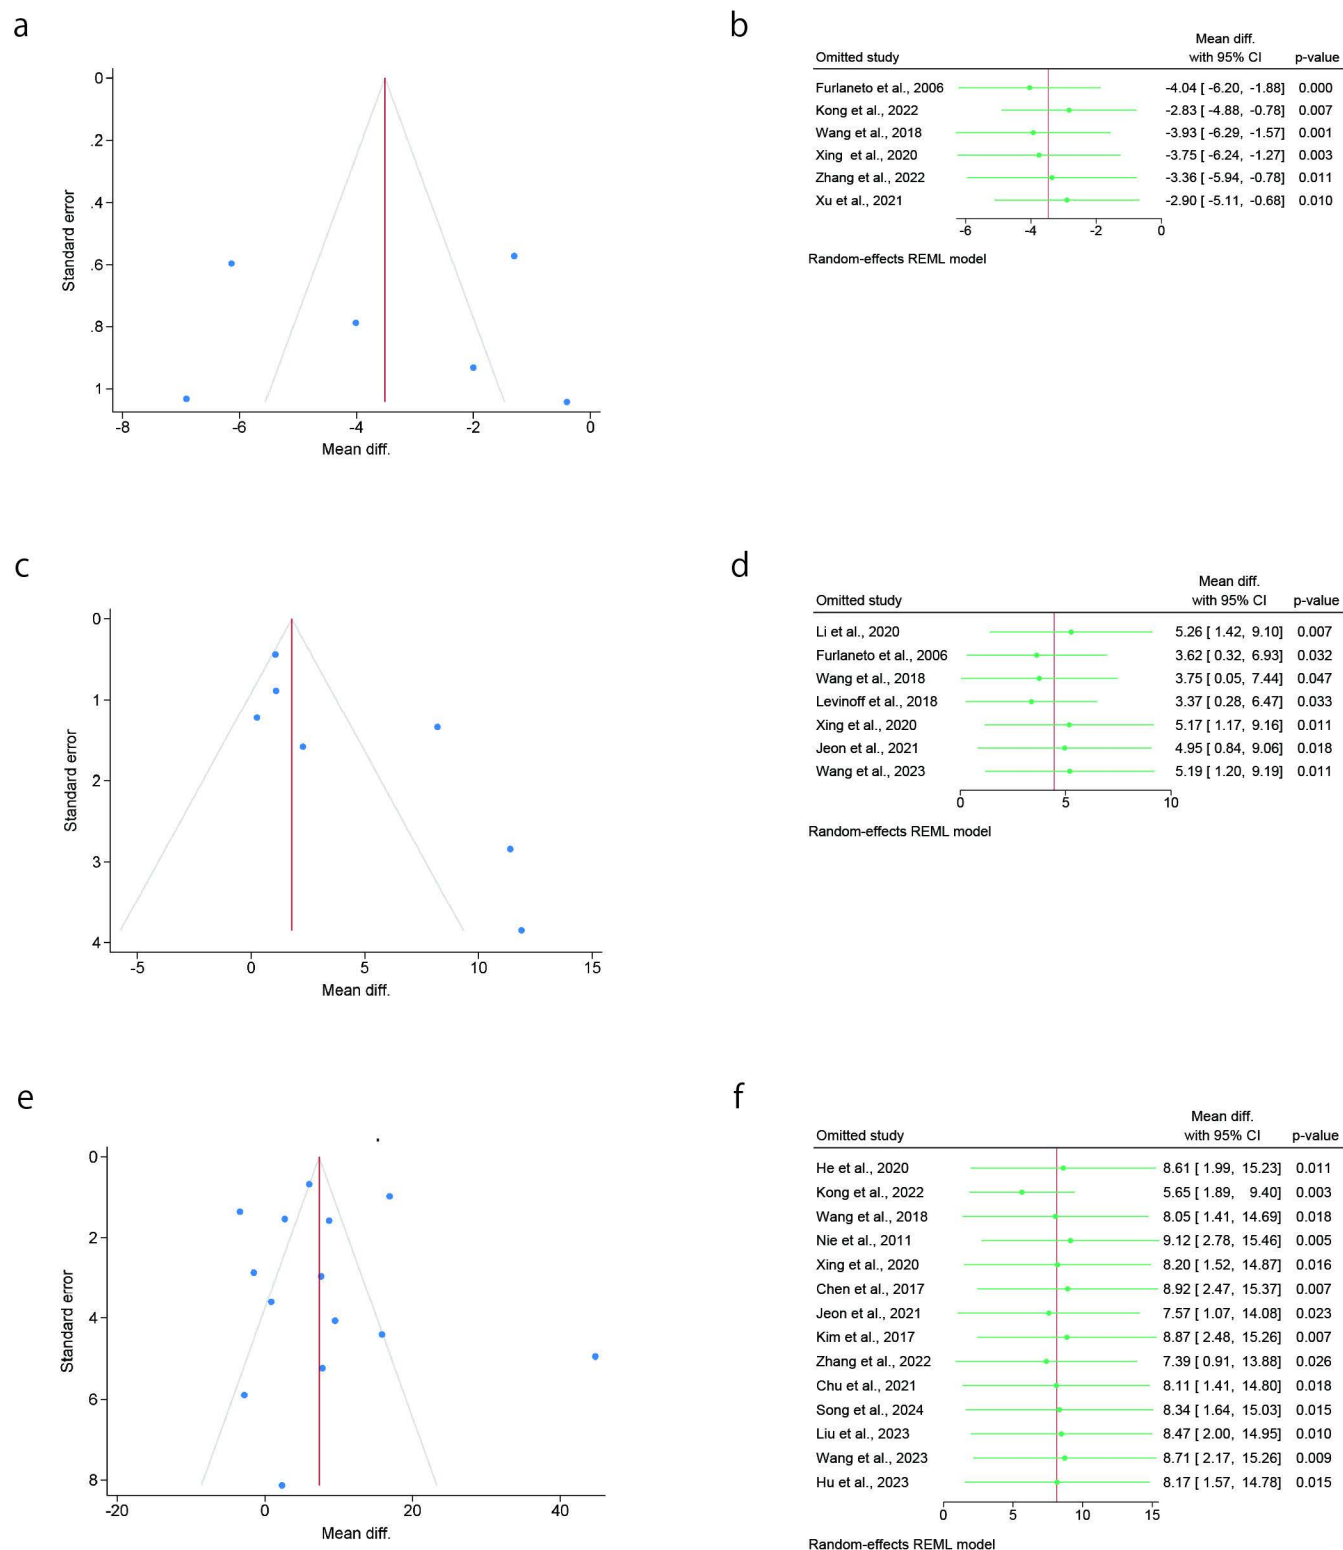 a
0
.2
.4
.6
.8
1
Standard error
-8 -6 -4 -2 0
Mean diff.
b
Mean diff.
Omitted study with 95% CI p-value
Furlaneto et al., 2006 -4.04 [ -6.20, -1.88] 0.000
Kong et al., 2022 -2.83 [ -4.88, -0.78] 0.007
Wang et al., 2018 -3.93 [ -6.29, -1.57] 0.001
Xing et al., 2020 -3.75 [ -6.24, -1.27] 0.003
Zhang et al., 2022 -3.36 [ -5.94, -0.78] 0.011
Xu et al., 2021 -2.90 [ -5.11, -0.68] 0.010
-6 -4 -2 0
Random-effects REML model
c
0
1
2
3
4
Standard error
-5 0 5 10 15
Mean diff.
d
Mean diff.
Omitted study with 95% CI p-value
Li et al., 2020 5.26 [ 1.42, 9.10] 0.007
Furlaneto et al., 2006 3.62 [ 0.32, 6.93] 0.032
Wang et al., 2018 3.75 [ 0.05, 7.44] 0.047
Levinoff et al., 2018 3.37 [ 0.28, 6.47] 0.033
Xing et al., 2020 5.17 [ 1.17, 9.16] 0.011
Jeon et al., 2021 4.95 [ 0.84, 9.06] 0.018
Wang et al., 2023 5.19 [ 1.20, 9.19] 0.011
0 5 10
Random-effects REML model
e
0
2
4
6
8
Standard error
-20 0 20 40
Mean diff.
f
Mean diff.
Omitted study with 95% CI p-value
He et al., 2020 8.61 [ 1.99, 15.23] 0.011
Kong et al., 2022 5.65 [ 1.89, 9.40] 0.003
Wang et al., 2018 8.05 [ 1.41, 14.69] 0.018
Nie et al., 2011 9.12 [ 2.78, 15.46] 0.005
Xing et al., 2020 8.20 [ 1.52, 14.87] 0.016
Chen et al., 2017 8.92 [ 2.47, 15.37] 0.007
Jeon et al., 2021 7.57 [ 1.07, 14.08] 0.023
Kim et al., 2017 8.87 [ 2.48, 15.26] 0.007
Zhang et al., 2022 7.39 [ 0.91, 13.88] 0.026
Chu et al., 2021 8.11 [ 1.41, 14.80] 0.018
Song et al., 2024 8.34 [ 1.64, 15.03] 0.015
Liu et al., 2023 8.47 [ 2.00, 14.95] 0.010
Wang et al., 2023 8.71 [ 2.17, 15.26] 0.009
Hu et al., 2023 8.17 [ 1.57, 14.78] 0.015
0 5 10 15
Random-effects REML model